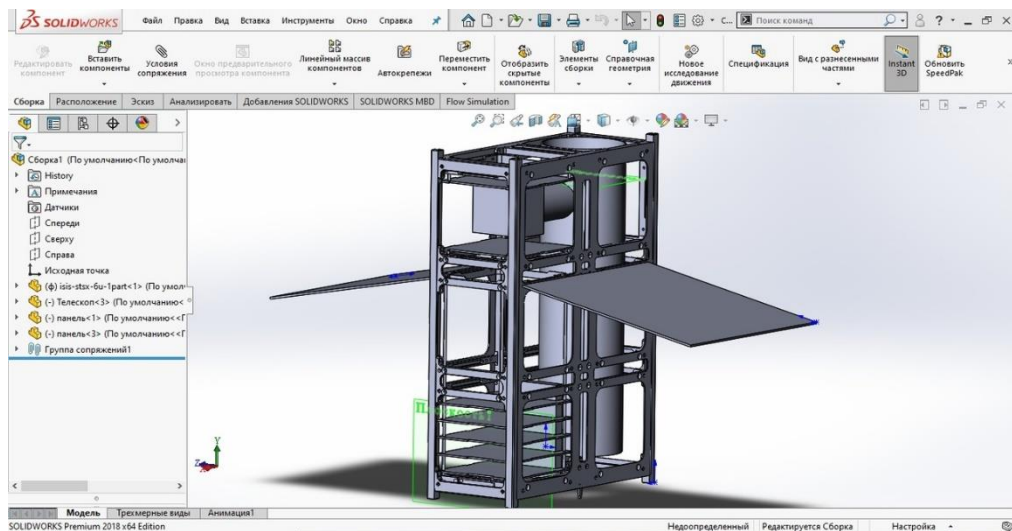 SOLIDWORKS
Файл Правка Вид Вставка Инструменты Окно Справка
С...
Поиск команд
Редактировать компонент
Вставить компоненты
Условия сопряжения
Окно предварительного просмотра компонента
Линейный массив компонентов
Автокрепежи
Переместить компонент
Отобразить скрытые компоненты
Элементы сборки
Справочная геометрия
Новое исследование движения
Спецификация
Вид с разнесенными частями
Instant 3D
Обновить SpeedPak
Сборка Расположение Эскиз Анализировать Добавления SOLIDWORKS SOLIDWORKS MBD Flow Simulation
Сборка1 (По умолчанию<По умолчан
History
Примечания
Датчики
Спереди
Сверху
Справа
Исходная точка
(ф) isis-stsx-6u-1part<1> (По умол
(-) Телескоп<3> (По умолчанию<
(-) панель<1> (По умолчанию<<Г
(-) панель<3> (По умолчанию<<Г
Группа сопряжений1
Y
Z
Модель Трехмерные виды Анимация1
SOLIDWORKS Premium 2018 x64 Edition
Недоопределенный Редактируется Сборка Настройка